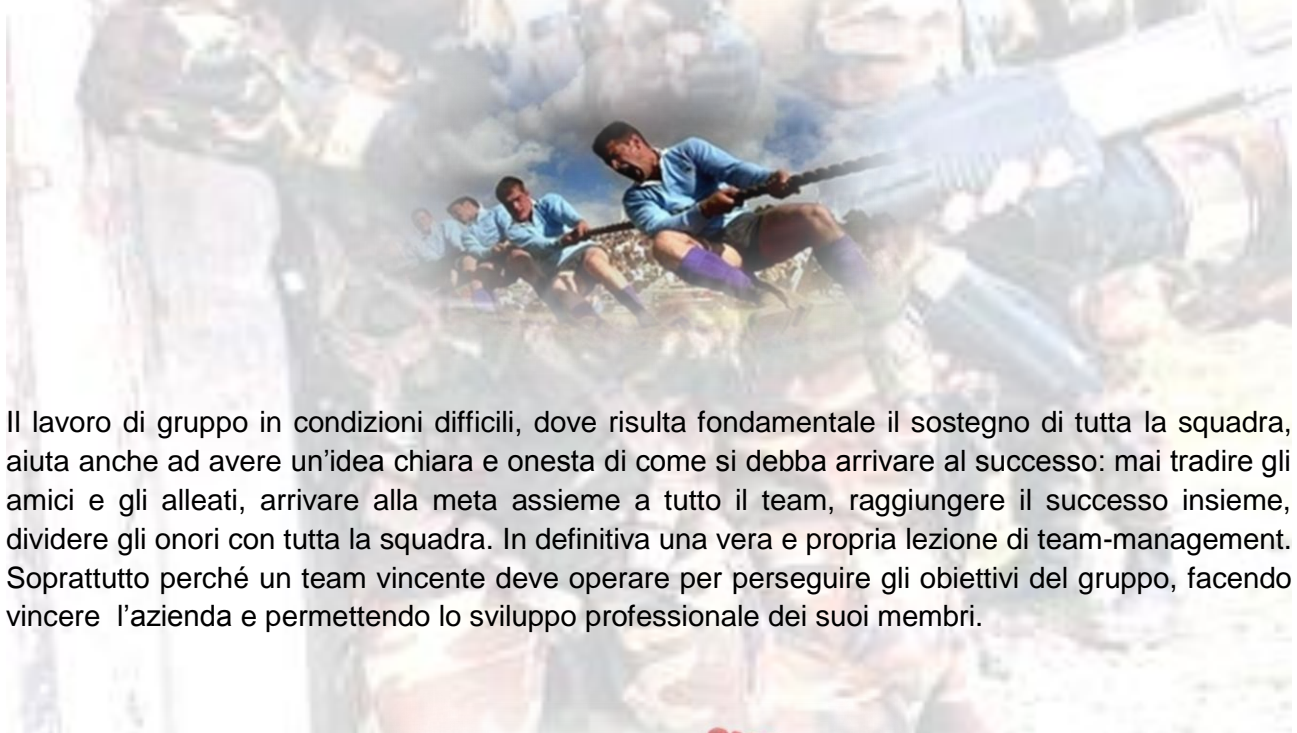 Il lavoro di gruppo in condizioni difficili, dove risulta fondamentale il sostegno di tutta la squadra,
aiuta anche ad avere un’idea chiara e onesta di come si debba arrivare al successo: mai tradire gli
amici e gli alleati, arrivare alla meta assieme a tutto il team, raggiungere il successo insieme,
dividere gli onori con tutta la squadra. In definitiva una vera e propria lezione di team-management.
Soprattutto perché un team vincente deve operare per perseguire gli obiettivi del gruppo, facendo
vincere  l’azienda e permettendo lo sviluppo professionale dei suoi membri.